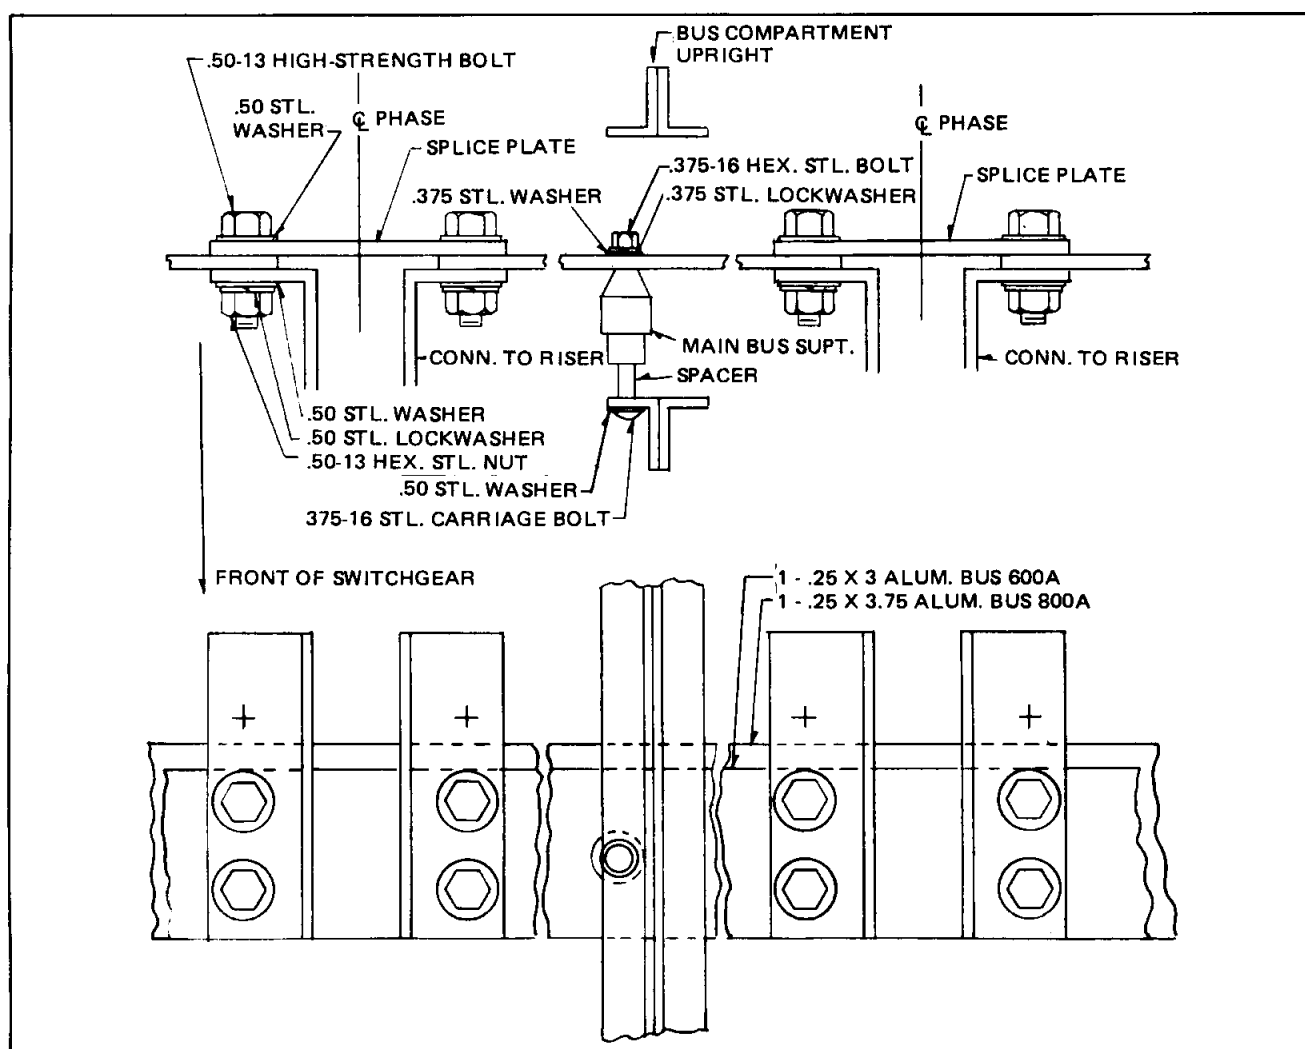 BUS COMPARTMENT
UPRIGHT
.50-13 HIGH-STRENGTH BOLT
.50 STL.
WASHER
℄ PHASE
℄ PHASE
SPLICE PLATE
.375-16 HEX. STL. BOLT
SPLICE PLATE
.375 STL. WASHER
.375 STL. LOCKWASHER
MAIN BUS SUPT.
CONN. TO RISER
CONN. TO RISER
SPACER
.50 STL. WASHER
.50 STL. LOCKWASHER
.50-13 HEX. STL. NUT
.50 STL. WASHER
375-16 STL. CARRIAGE BOLT
FRONT OF SWITCHGEAR
1 - .25 X 3 ALUM. BUS 600A
1 - .25 X 3.75 ALUM. BUS 800A